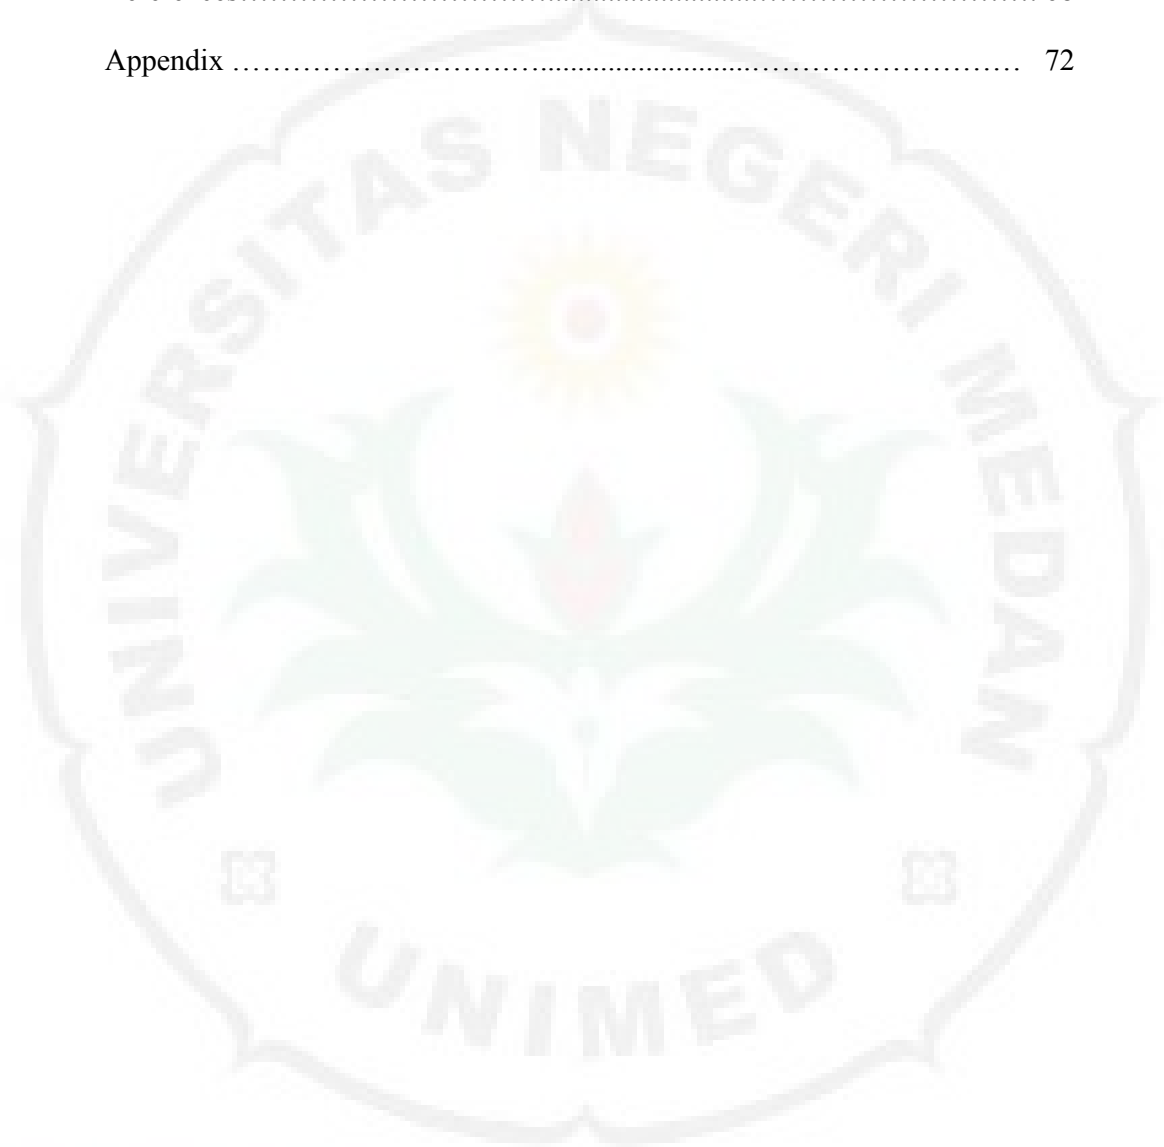 Appendix ……………………………............................………………………… 72
UNIVERSITAS NEGERI MEDAN
UNIMED